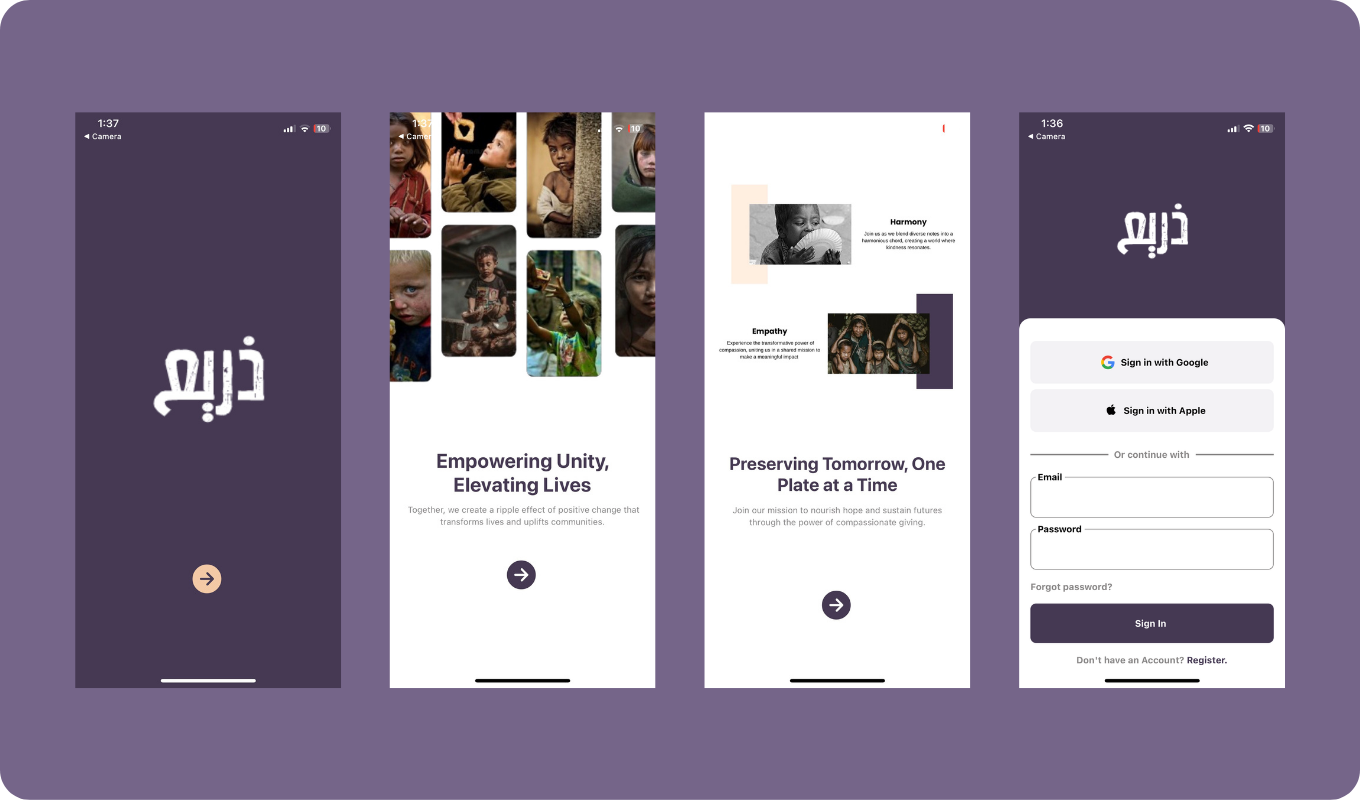 1:37
◀ Camera
10
ذريع
1:37
◀ Camer
10
Empowering Unity,
Elevating Lives
Together, we create a ripple effect of positive change that
transforms lives and uplifts communities.
Harmony
Join us as we blend diverse notes into a
harmonious chord, creating a world where
kindness resonates.
Empathy
Experience the transformative power of
compassion, uniting us in a shared mission to
make a meaningful impact
Preserving Tomorrow, One
Plate at a Time
Join our mission to nourish hope and sustain futures
through the power of compassionate giving.
1:36
◀ Camera
10
ذريع
Sign in with Google
Sign in with Apple
Or continue with
Email
Password
Forgot password?
Sign In
Don't have an Account? Register.